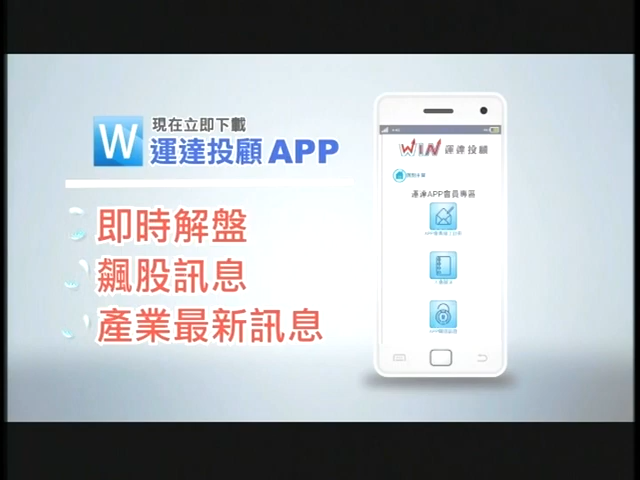 W
現在立即下載
運達投顧 APP
即時解盤
飆股訊息
產業最新訊息
WIN 運達投顧
運達APP會員專區